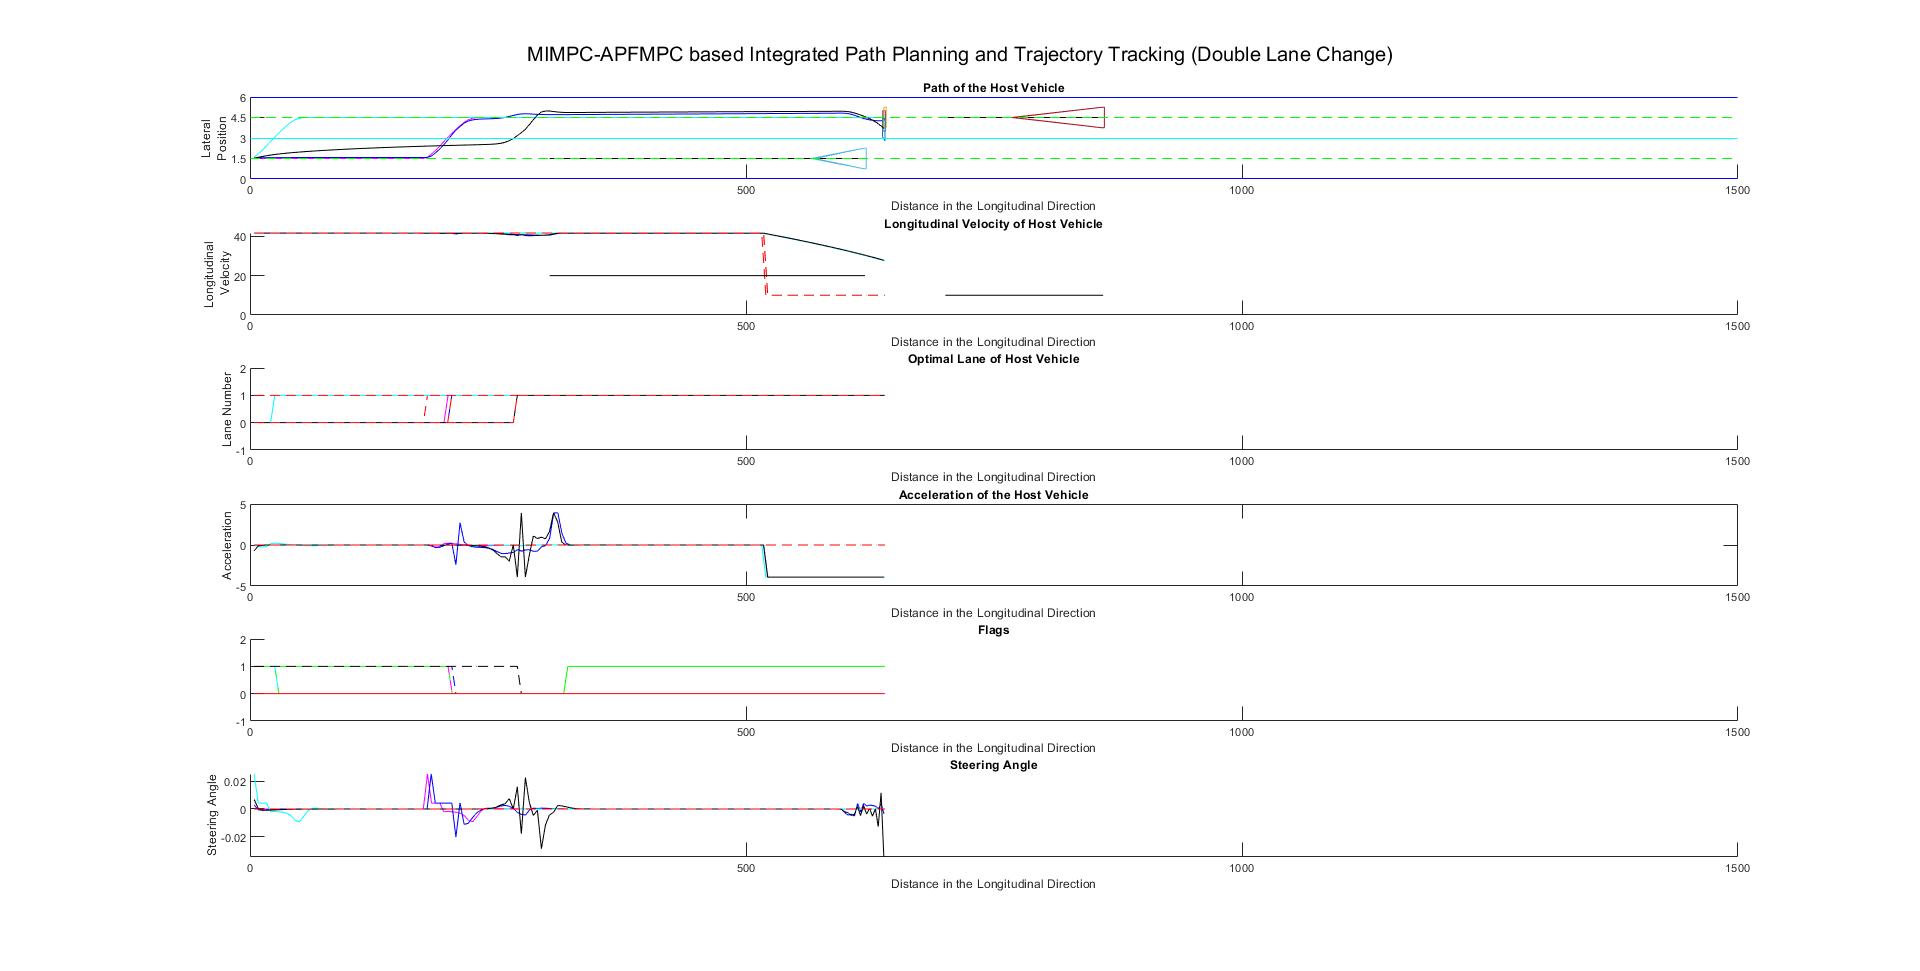 MIMPC-APFMPC based Integrated Path Planning and Trajectory Tracking (Double Lane Change)
Path of the Host Vehicle
Lateral
Position
6
4.5
3
1.5
0
0 500 1000 1500
Distance in the Longitudinal Direction
Longitudinal Velocity of Host Vehicle
Longitudinal
Velocity
40
20
0
0 500 1000 1500
Distance in the Longitudinal Direction
Optimal Lane of Host Vehicle
Lane Number
2
1
0
-1
0 500 1000 1500
Distance in the Longitudinal Direction
Acceleration of the Host Vehicle
Acceleration
5
0
-5
0 500 1000 1500
Distance in the Longitudinal Direction
Flags
2
1
0
-1
0 500 1000 1500
Distance in the Longitudinal Direction
Steering Angle
Steering Angle
0.02
0
-0.02
0 500 1000 1500
Distance in the Longitudinal Direction